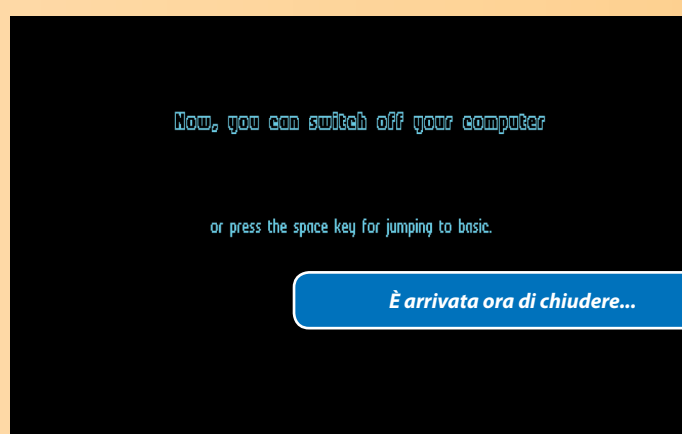 Now, you can switch off your computer
or press the space key for jumping to basic.
È arrivata ora di chiudere...